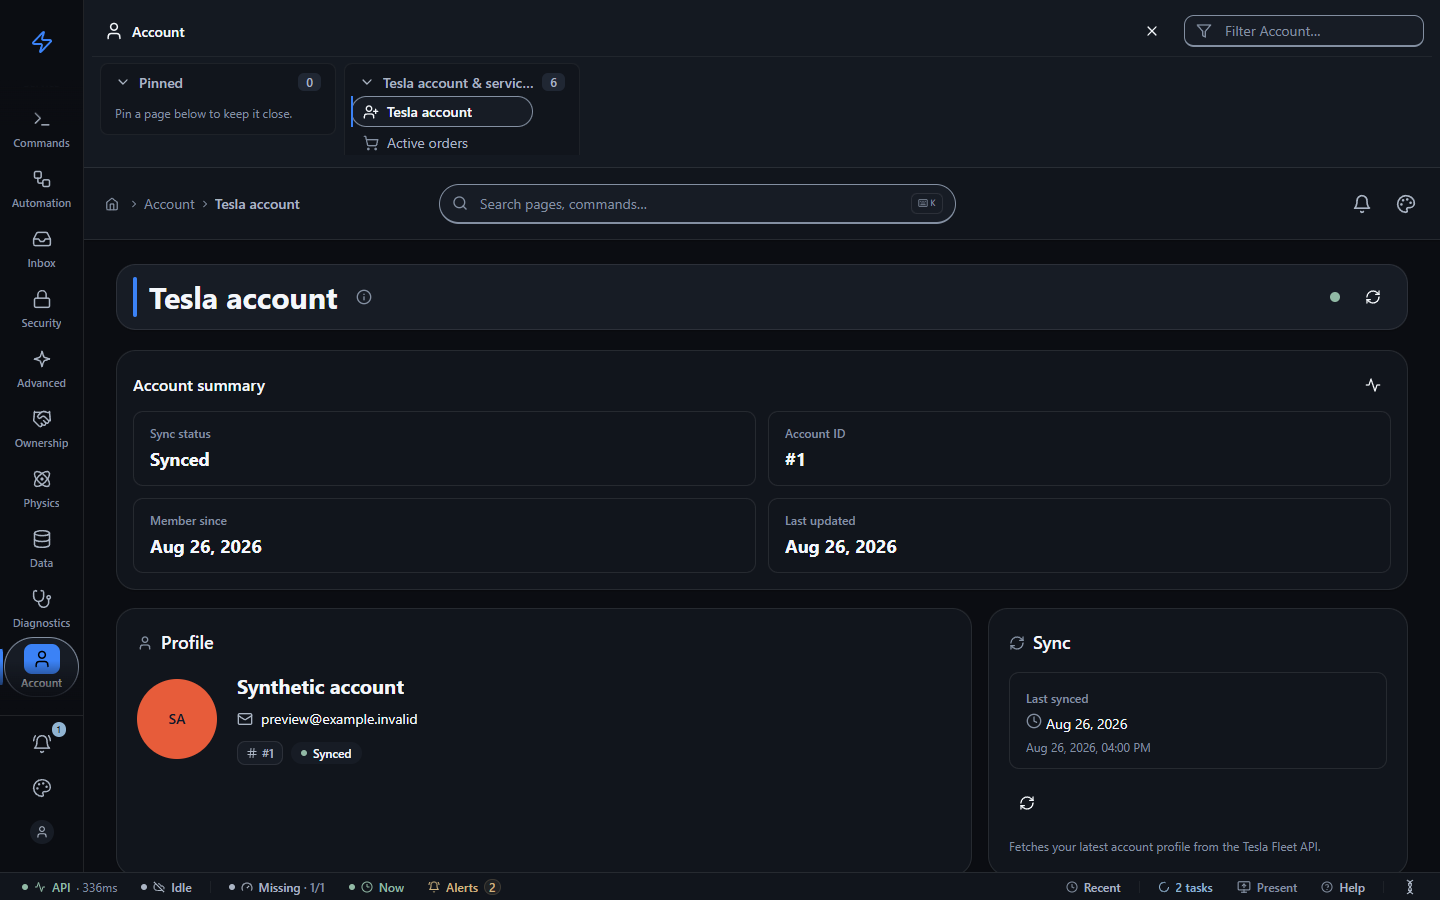 Account
Filter Account...
Pinned
0
Pin a page below to keep it close.
Tesla account & servic...
6
Tesla account
Active orders
Commands
Automation
Inbox
Security
Advanced
Ownership
Physics
Data
Diagnostics
Account
1
Account
Tesla account
Search pages, commands...
K
Tesla account
Account summary
Sync status
Synced
Account ID
#1
Member since
Aug 26, 2026
Last updated
Aug 26, 2026
Profile
SA
Synthetic account
preview@example.invalid
#1
Synced
Sync
Last synced
Aug 26, 2026
Aug 26, 2026, 04:00 PM
Fetches your latest account profile from the Tesla Fleet API.
API · 336ms
Idle
Missing · 1/1
Now
Alerts 2
Recent
2 tasks
Present
Help